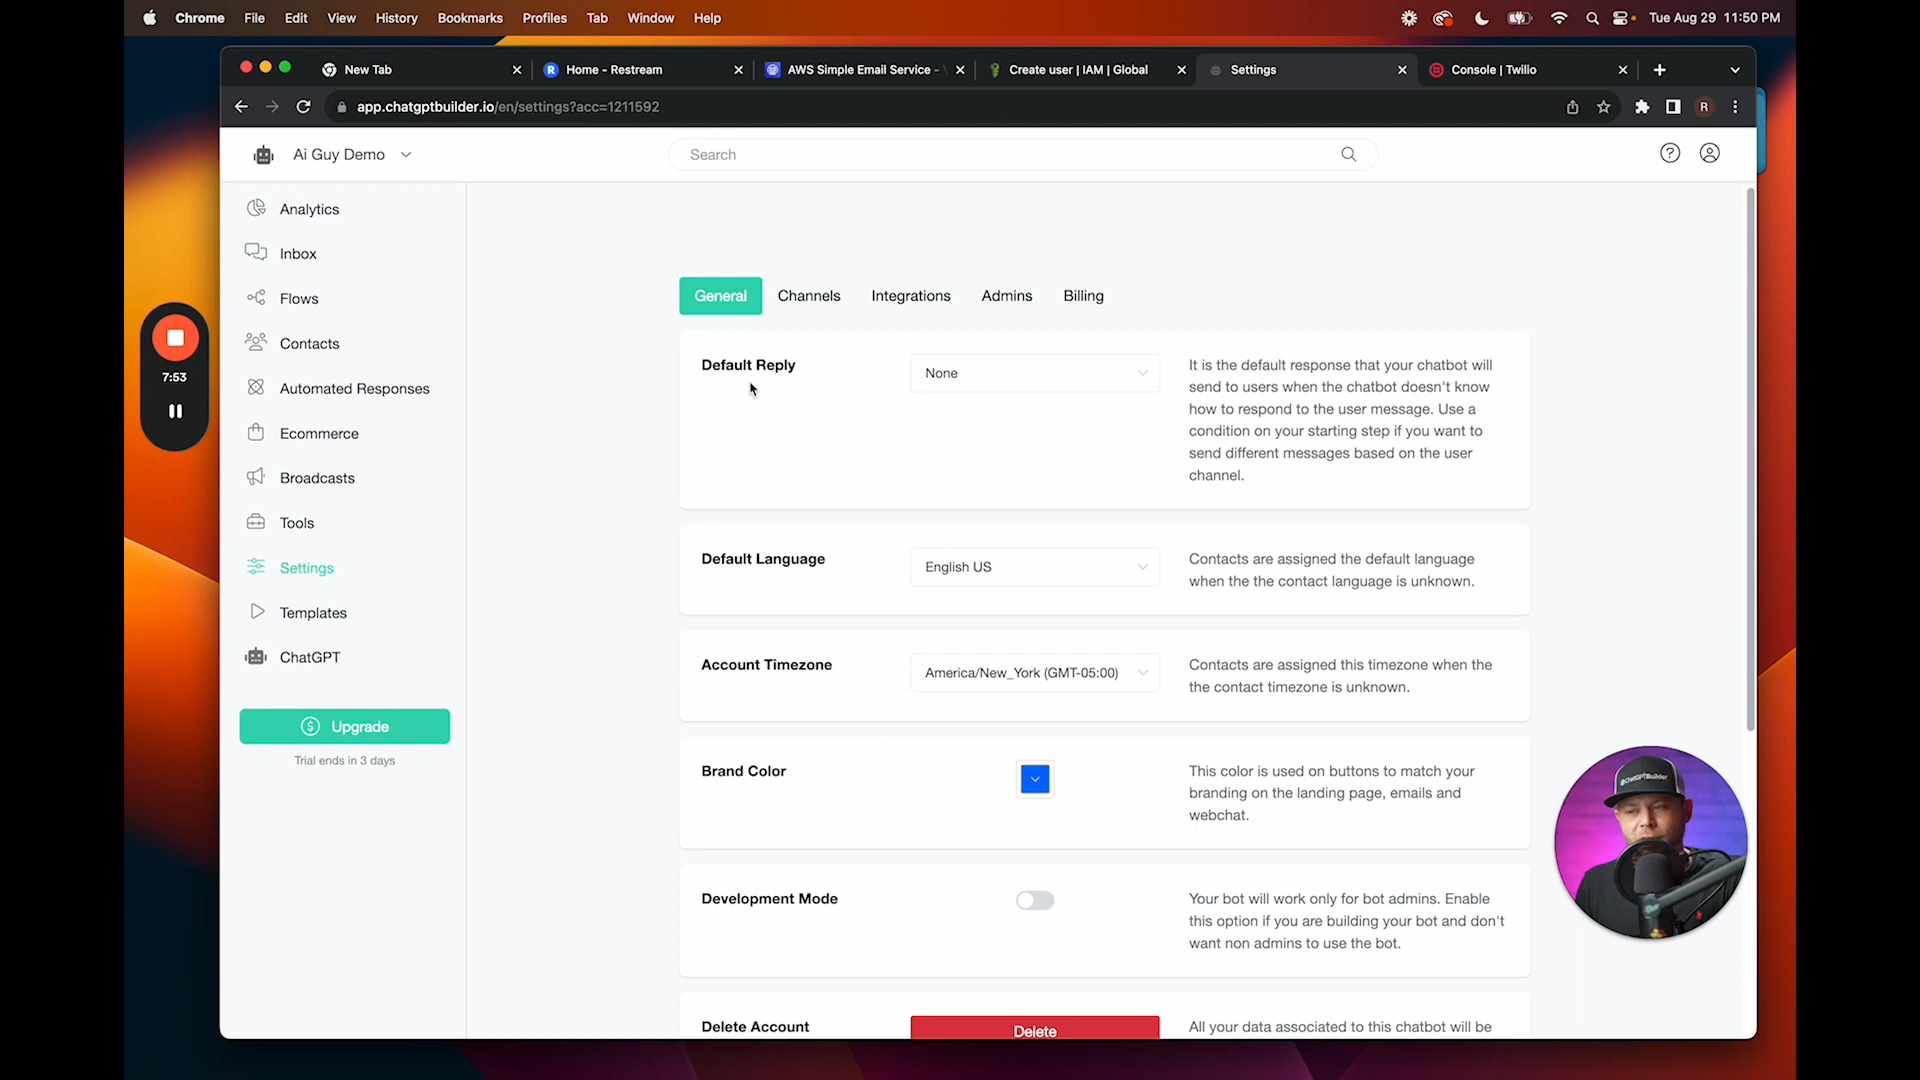 Chrome File Edit View History Bookmarks Profiles Tab Window Help Tue Aug 29 11:50 PM
New Tab Home - Restream AWS Simple Email Service - Create user | IAM | Global Settings Console | Twilio
app.chatgptbuilder.io/en/settings?acc=1211592 R
Ai Guy Demo
Search
Analytics
Inbox
Flows
Contacts
Automated Responses
Ecommerce
Broadcasts
Tools
Settings
Templates
ChatGPT
Upgrade
Trial ends in 3 days
7:53
General Channels Integrations Admins Billing
Default Reply
None
It is the default response that your chatbot will
send to users when the chatbot doesn't know
how to respond to the user message. Use a
condition on your starting step if you want to
send different messages based on the user
channel.
Default Language
English US
Contacts are assigned the default language
when the the contact language is unknown.
Account Timezone
America/New_York (GMT-05:00)
Contacts are assigned this timezone when the
the contact timezone is unknown.
Brand Color
This color is used on buttons to match your
branding on the landing page, emails and
webchat.
Development Mode
Your bot will work only for bot admins. Enable
this option if you are building your bot and don't
want non admins to use the bot.
Delete Account
Delete
All your data associated to this chatbot will be
@ChatGPTBuilder